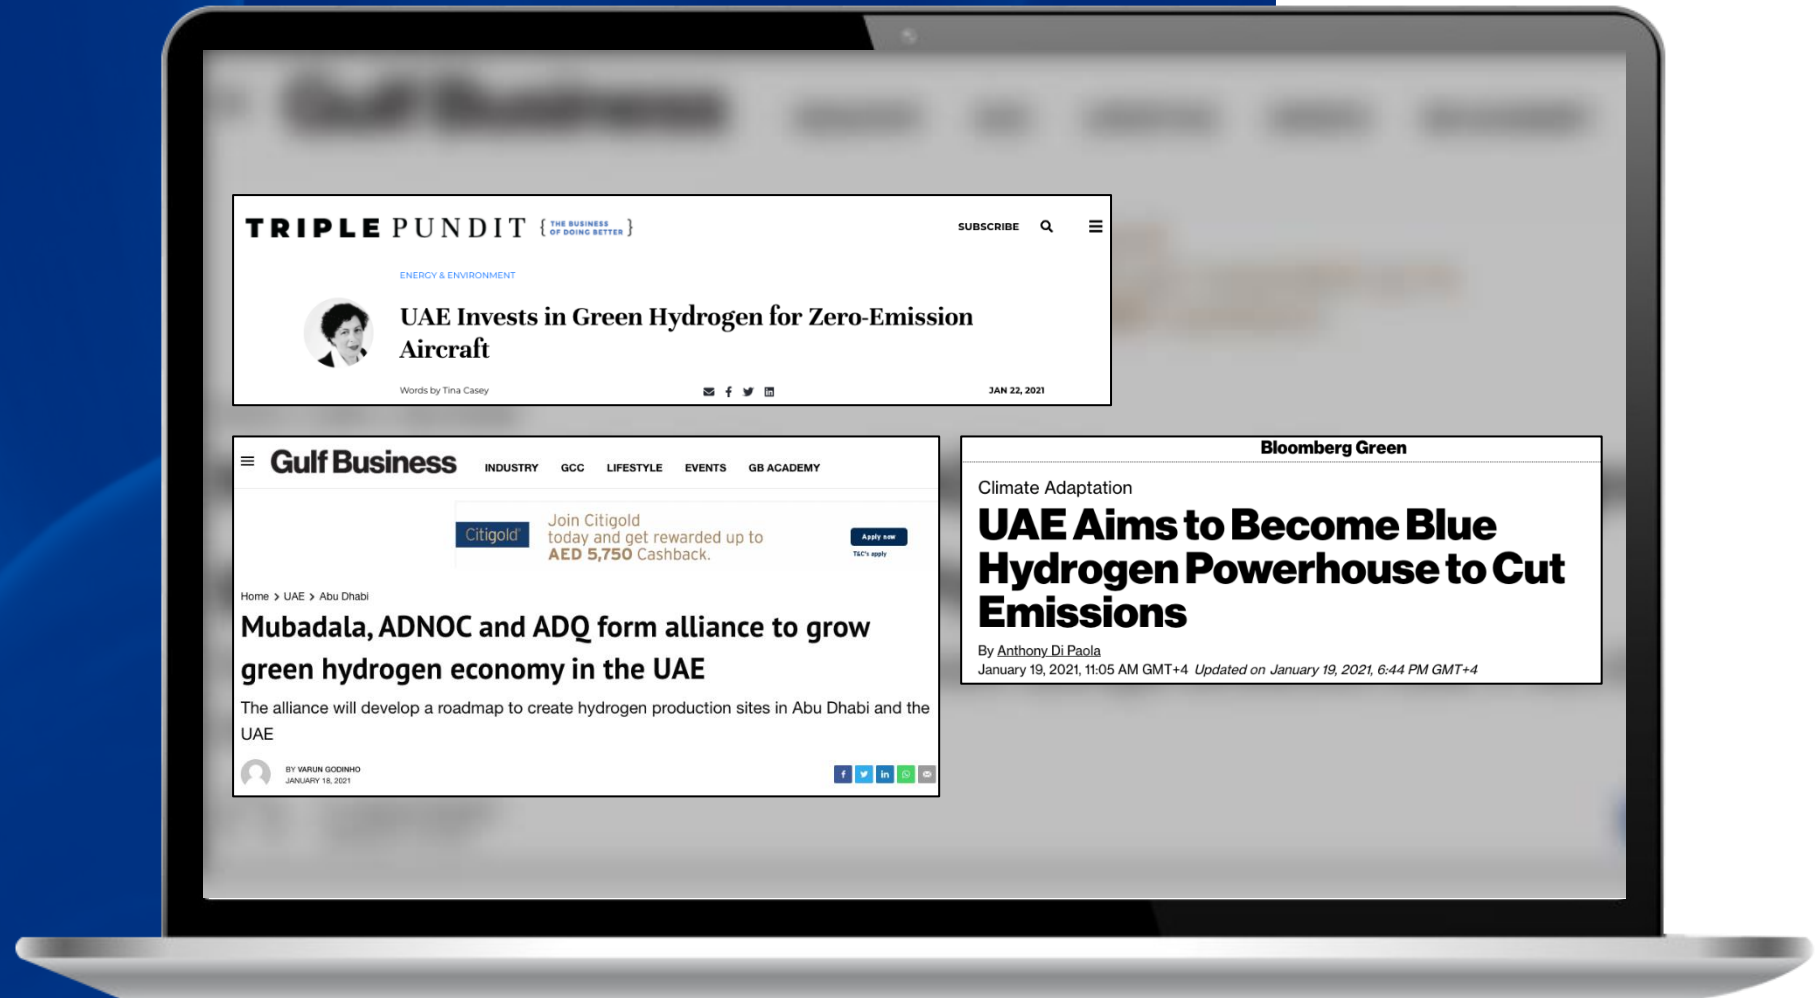 TRIPLE PUNDIT { THE BUSINESS OF DOING BETTER }
SUBSCRIBE
ENERGY & ENVIRONMENT
UAE Invests in Green Hydrogen for Zero-Emission
Aircraft
Words by Tina Casey
JAN 22, 2021
Gulf Business INDUSTRY GCC LIFESTYLE EVENTS GB ACADEMY
Citigold
Join Citigold
today and get rewarded up to
AED 5,750 Cashback.
Apply now
T&C's apply
Home > UAE > Abu Dhabi
Mubadala, ADNOC and ADQ form alliance to grow
green hydrogen economy in the UAE
The alliance will develop a roadmap to create hydrogen production sites in Abu Dhabi and the
UAE
BY VARUN GODINHO
JANUARY 18, 2021
Bloomberg Green
Climate Adaptation
UAE Aims to Become Blue
Hydrogen Powerhouse to Cut
Emissions
By Anthony Di Paola
January 19, 2021, 11:05 AM GMT+4 Updated on January 19, 2021, 6:44 PM GMT+4